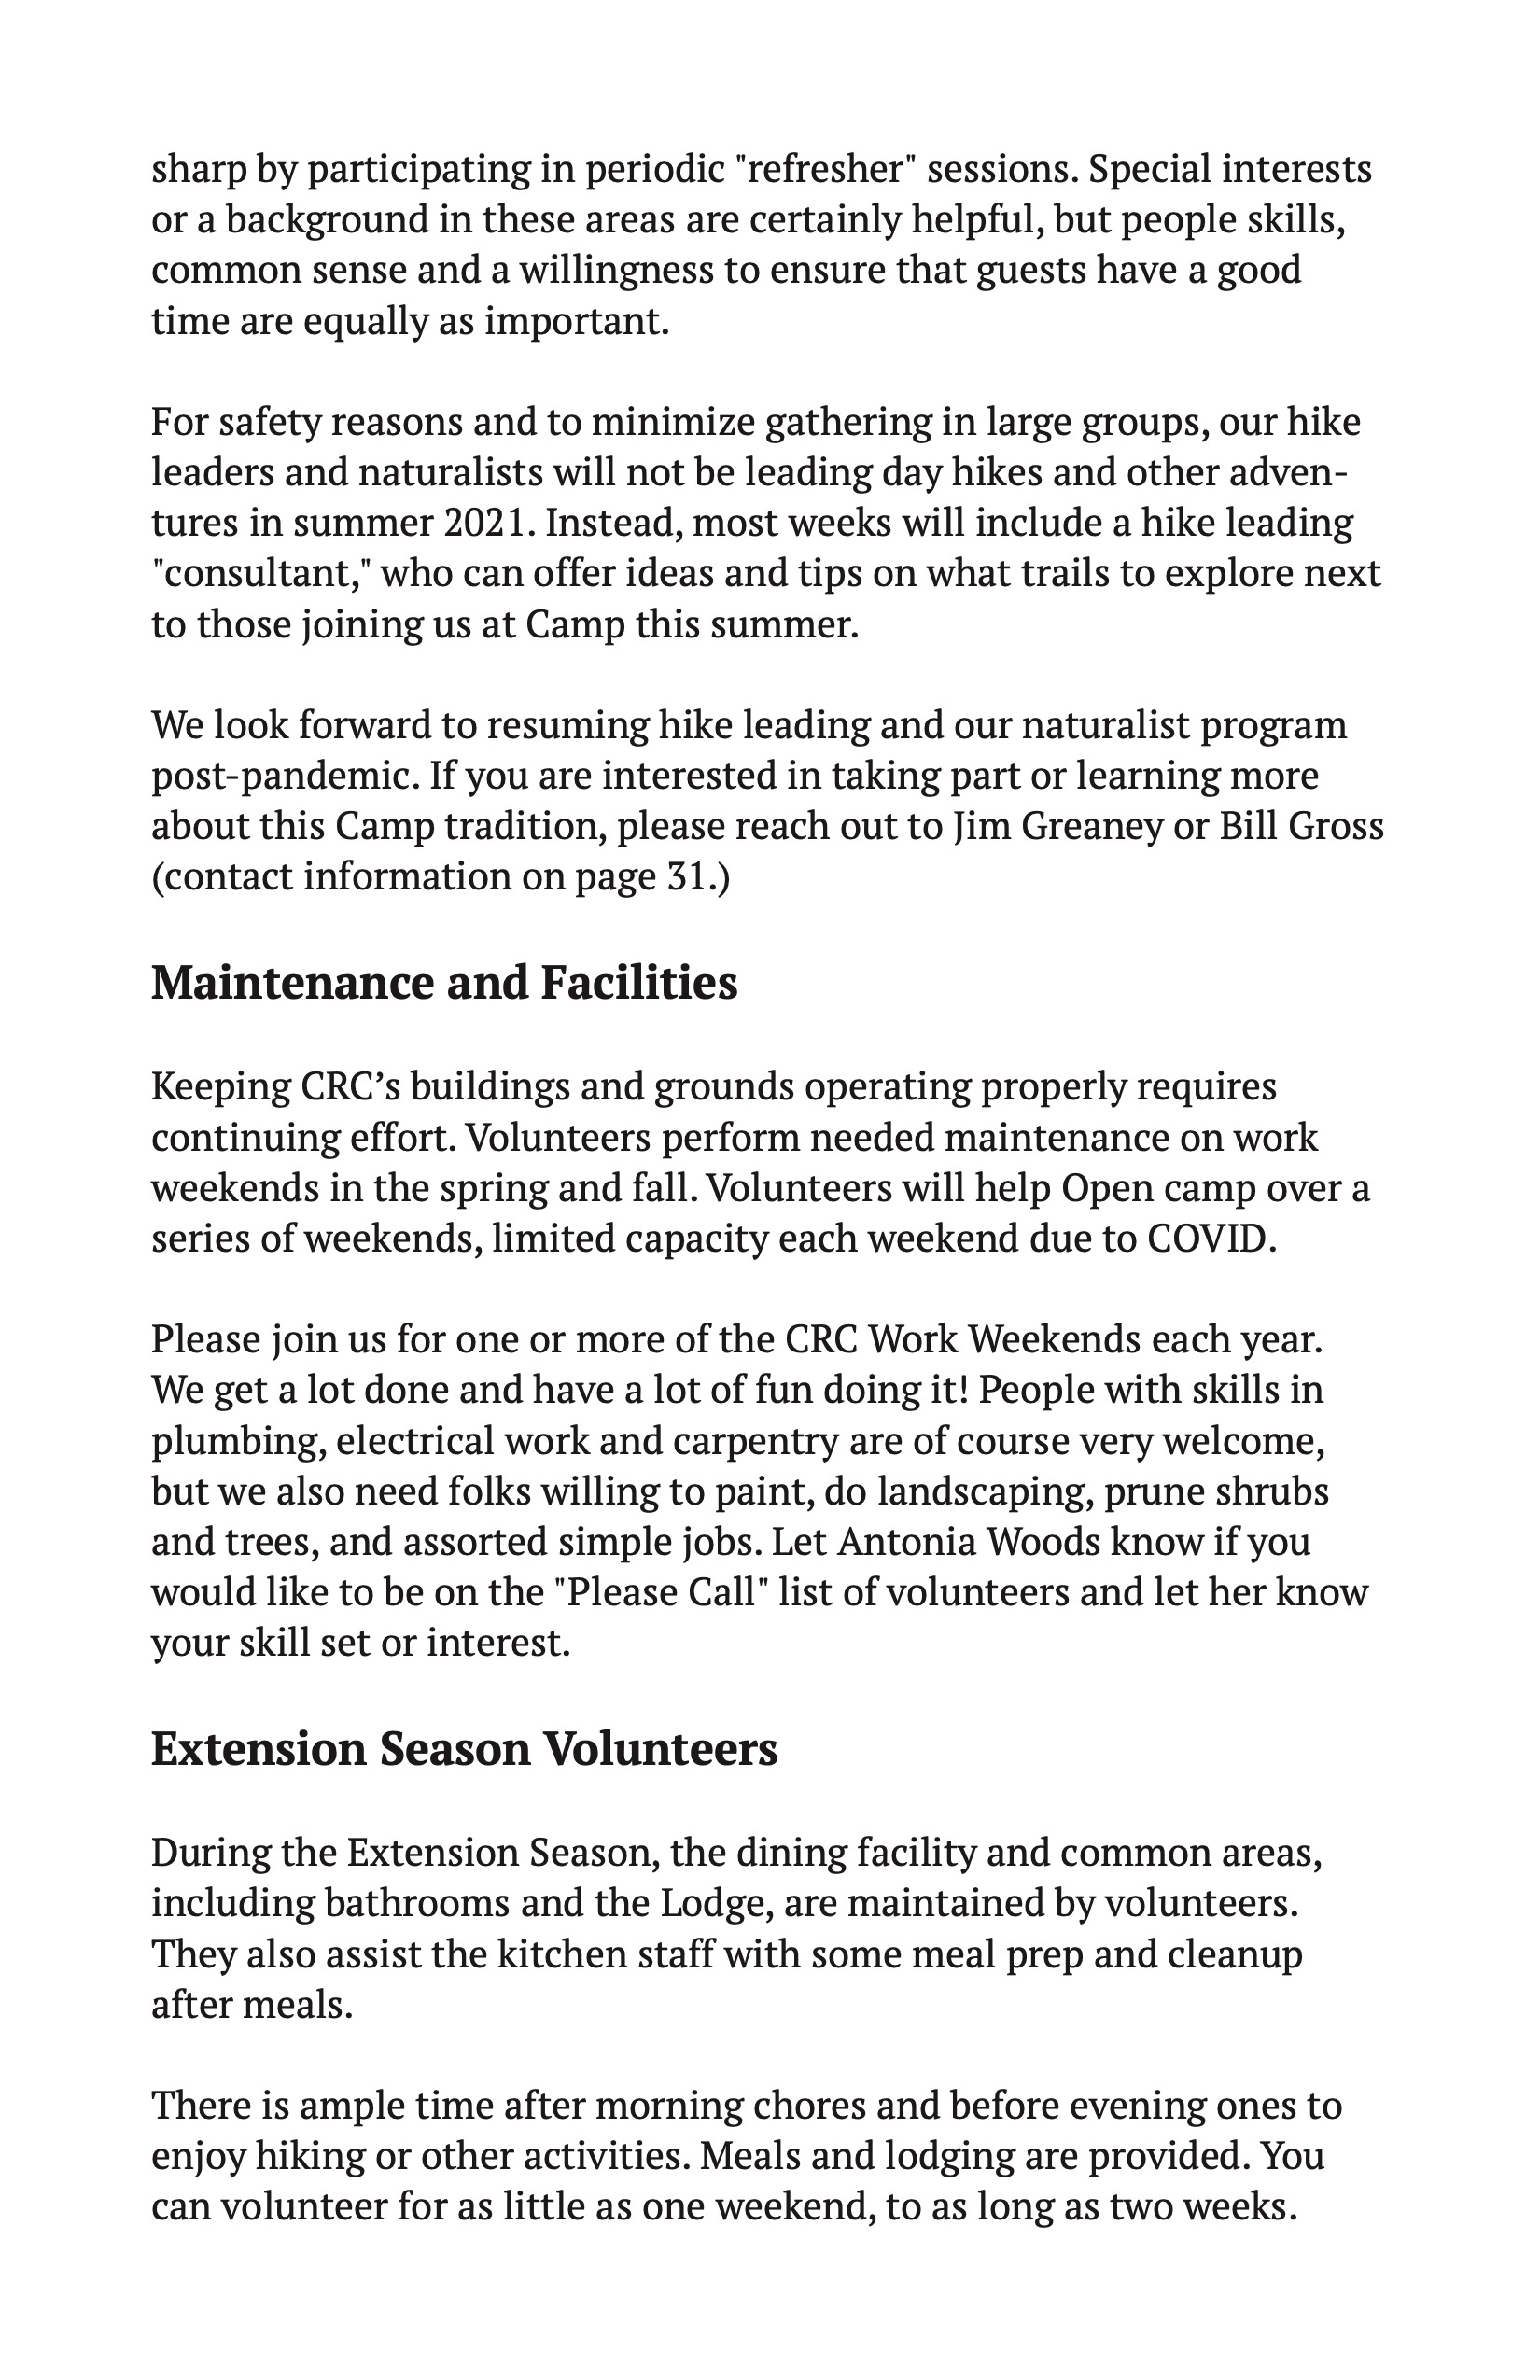 sharp by participating in periodic "refresher" sessions. Special interests
or a background in these areas are certainly helpful, but people skills,
common sense and a willingness to ensure that guests have a good
time are equally as important.
For safety reasons and to minimize gathering in large groups, our hike
leaders and naturalists will not be leading day hikes and other adven-
tures in summer 2021. Instead, most weeks will include a hike leading
"consultant," who can offer ideas and tips on what trails to explore next
to those joining us at Camp this summer.
We look forward to resuming hike leading and our naturalist program
post-pandemic. If you are interested in taking part or learning more
about this Camp tradition, please reach out to Jim Greaney or Bill Gross
(contact information on page 31.)
Maintenance and Facilities
Keeping CRC’s buildings and grounds operating properly requires
continuing effort. Volunteers perform needed maintenance on work
weekends in the spring and fall. Volunteers will help Open camp over a
series of weekends, limited capacity each weekend due to COVID.
Please join us for one or more of the CRC Work Weekends each year.
We get a lot done and have a lot of fun doing it! People with skills in
plumbing, electrical work and carpentry are of course very welcome,
but we also need folks willing to paint, do landscaping, prune shrubs
and trees, and assorted simple jobs. Let Antonia Woods know if you
would like to be on the "Please Call" list of volunteers and let her know
your skill set or interest.
Extension Season Volunteers
During the Extension Season, the dining facility and common areas,
including bathrooms and the Lodge, are maintained by volunteers.
They also assist the kitchen staff with some meal prep and cleanup
after meals.
There is ample time after morning chores and before evening ones to
enjoy hiking or other activities. Meals and lodging are provided. You
can volunteer for as little as one weekend, to as long as two weeks.